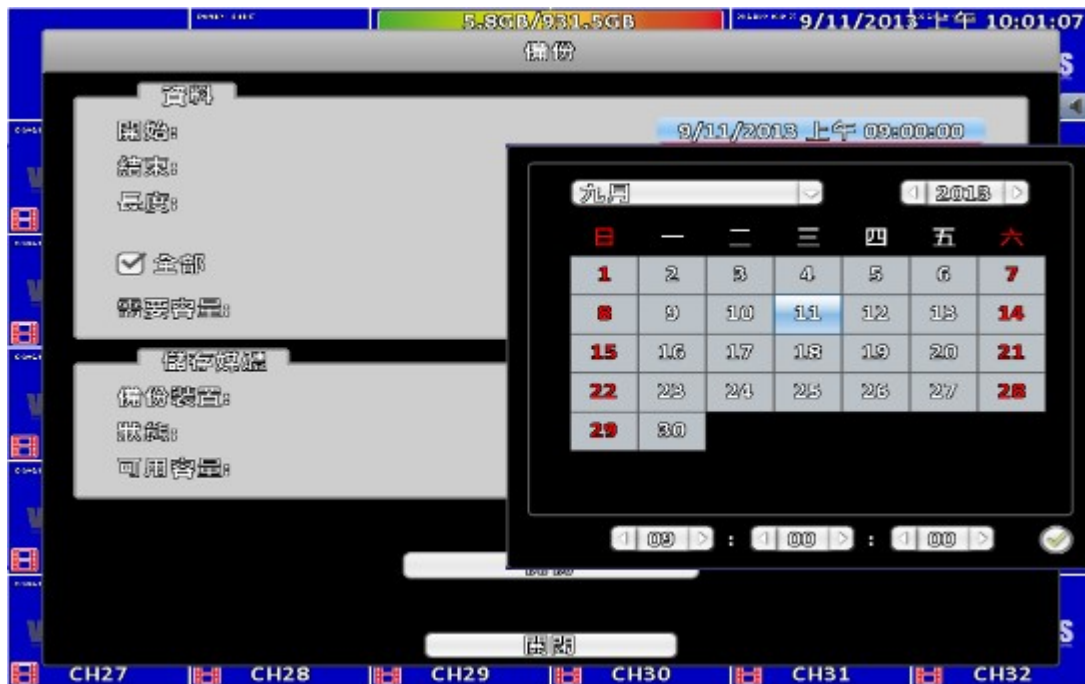 5.8GB/931.5GB
9/11/2013 上午 10:01:07
備份
資料
開始: 9/11/2013 上午 09:00:00
結束:
長度:
全部
需要容量:
儲存媒體
備份裝置:
狀態:
可用容量:
九月 2013
日 一 二 三 四 五 六
1 2 3 4 5 6 7
8 9 10 11 12 13 14
15 16 17 18 19 20 21
22 23 24 25 26 27 28
29 30
09 : 00 : 00
關閉
CH27 CH28 CH29 CH30 CH31 CH32